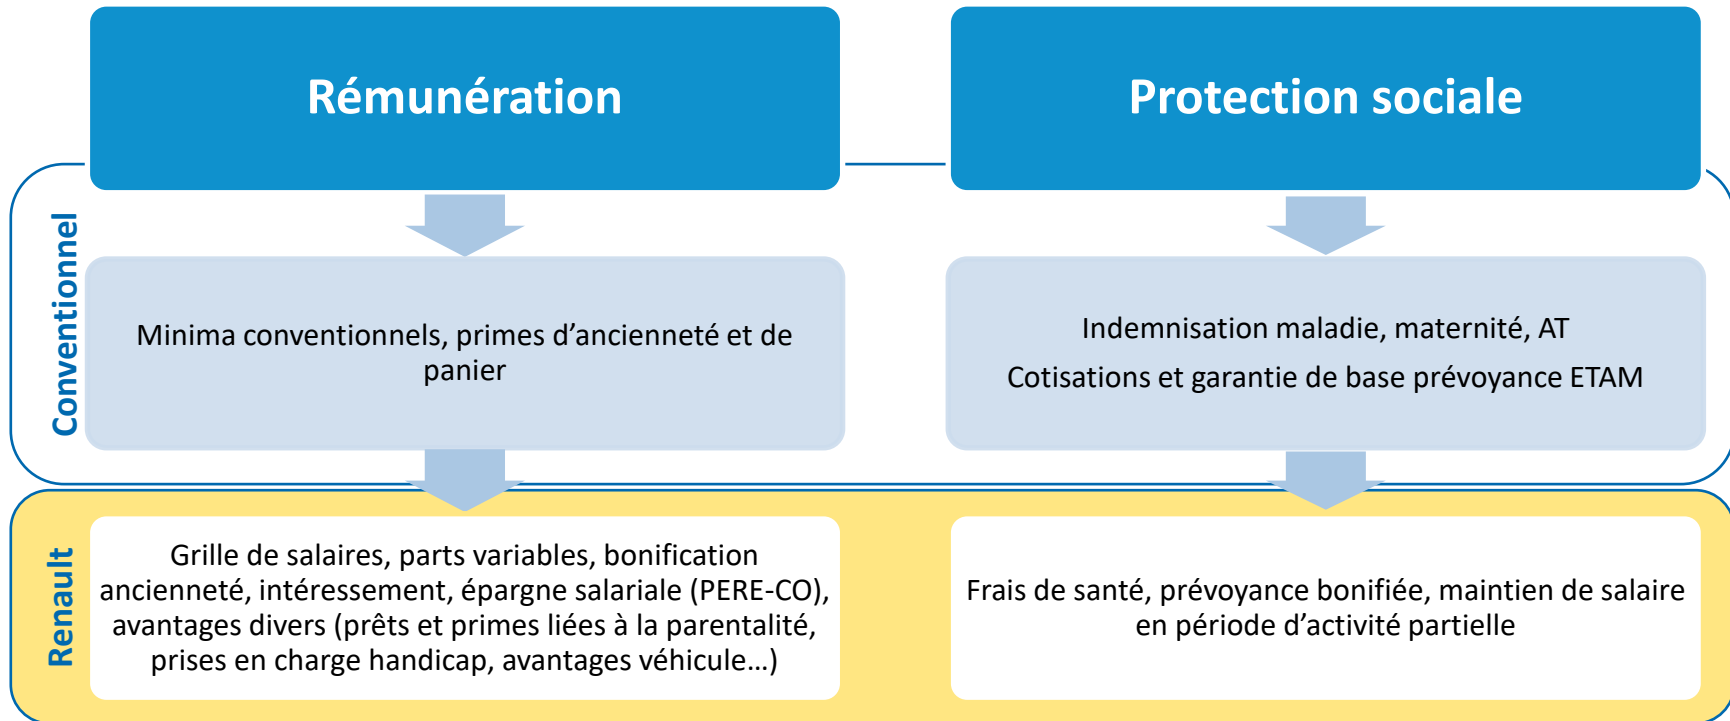 Rémunération
Protection sociale
Conventionnel
Minima conventionnels, primes d’ancienneté et de
panier
Indemnisation maladie, maternité, AT
Cotisations et garantie de base prévoyance ETAM
Renault
Grille de salaires, parts variables, bonification
ancienneté, intéressement, épargne salariale (PERE-CO),
avantages divers (prêts et primes liées à la parentalité,
prises en charge handicap, avantages véhicule…)
Frais de santé, prévoyance bonifiée, maintien de salaire
en période d’activité partielle